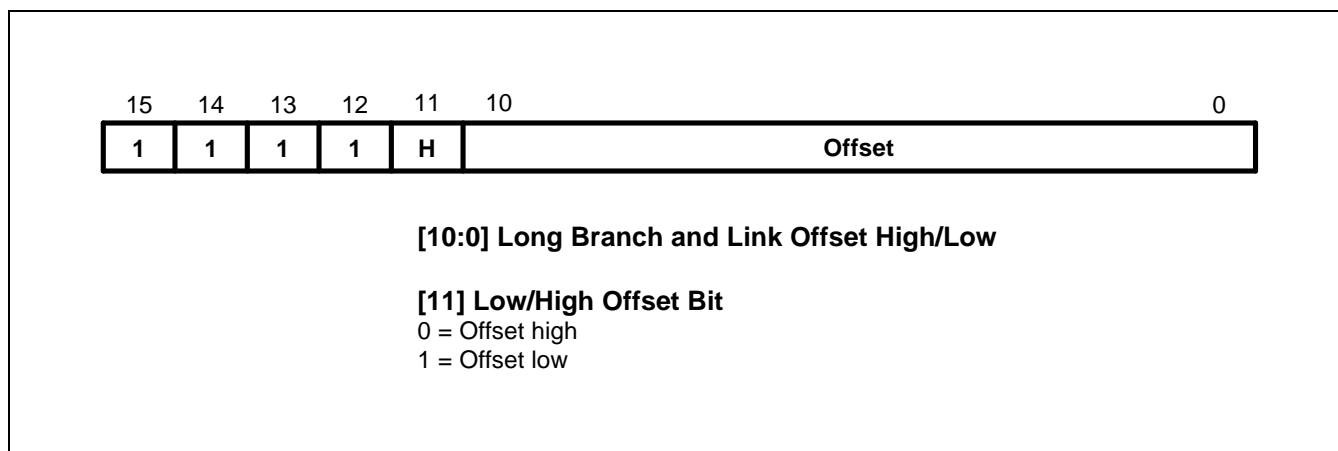 15 14 13 12 11 10 0
1 1 1 1 H Offset
[10:0] Long Branch and Link Offset High/Low
[11] Low/High Offset Bit
0 = Offset high
1 = Offset low